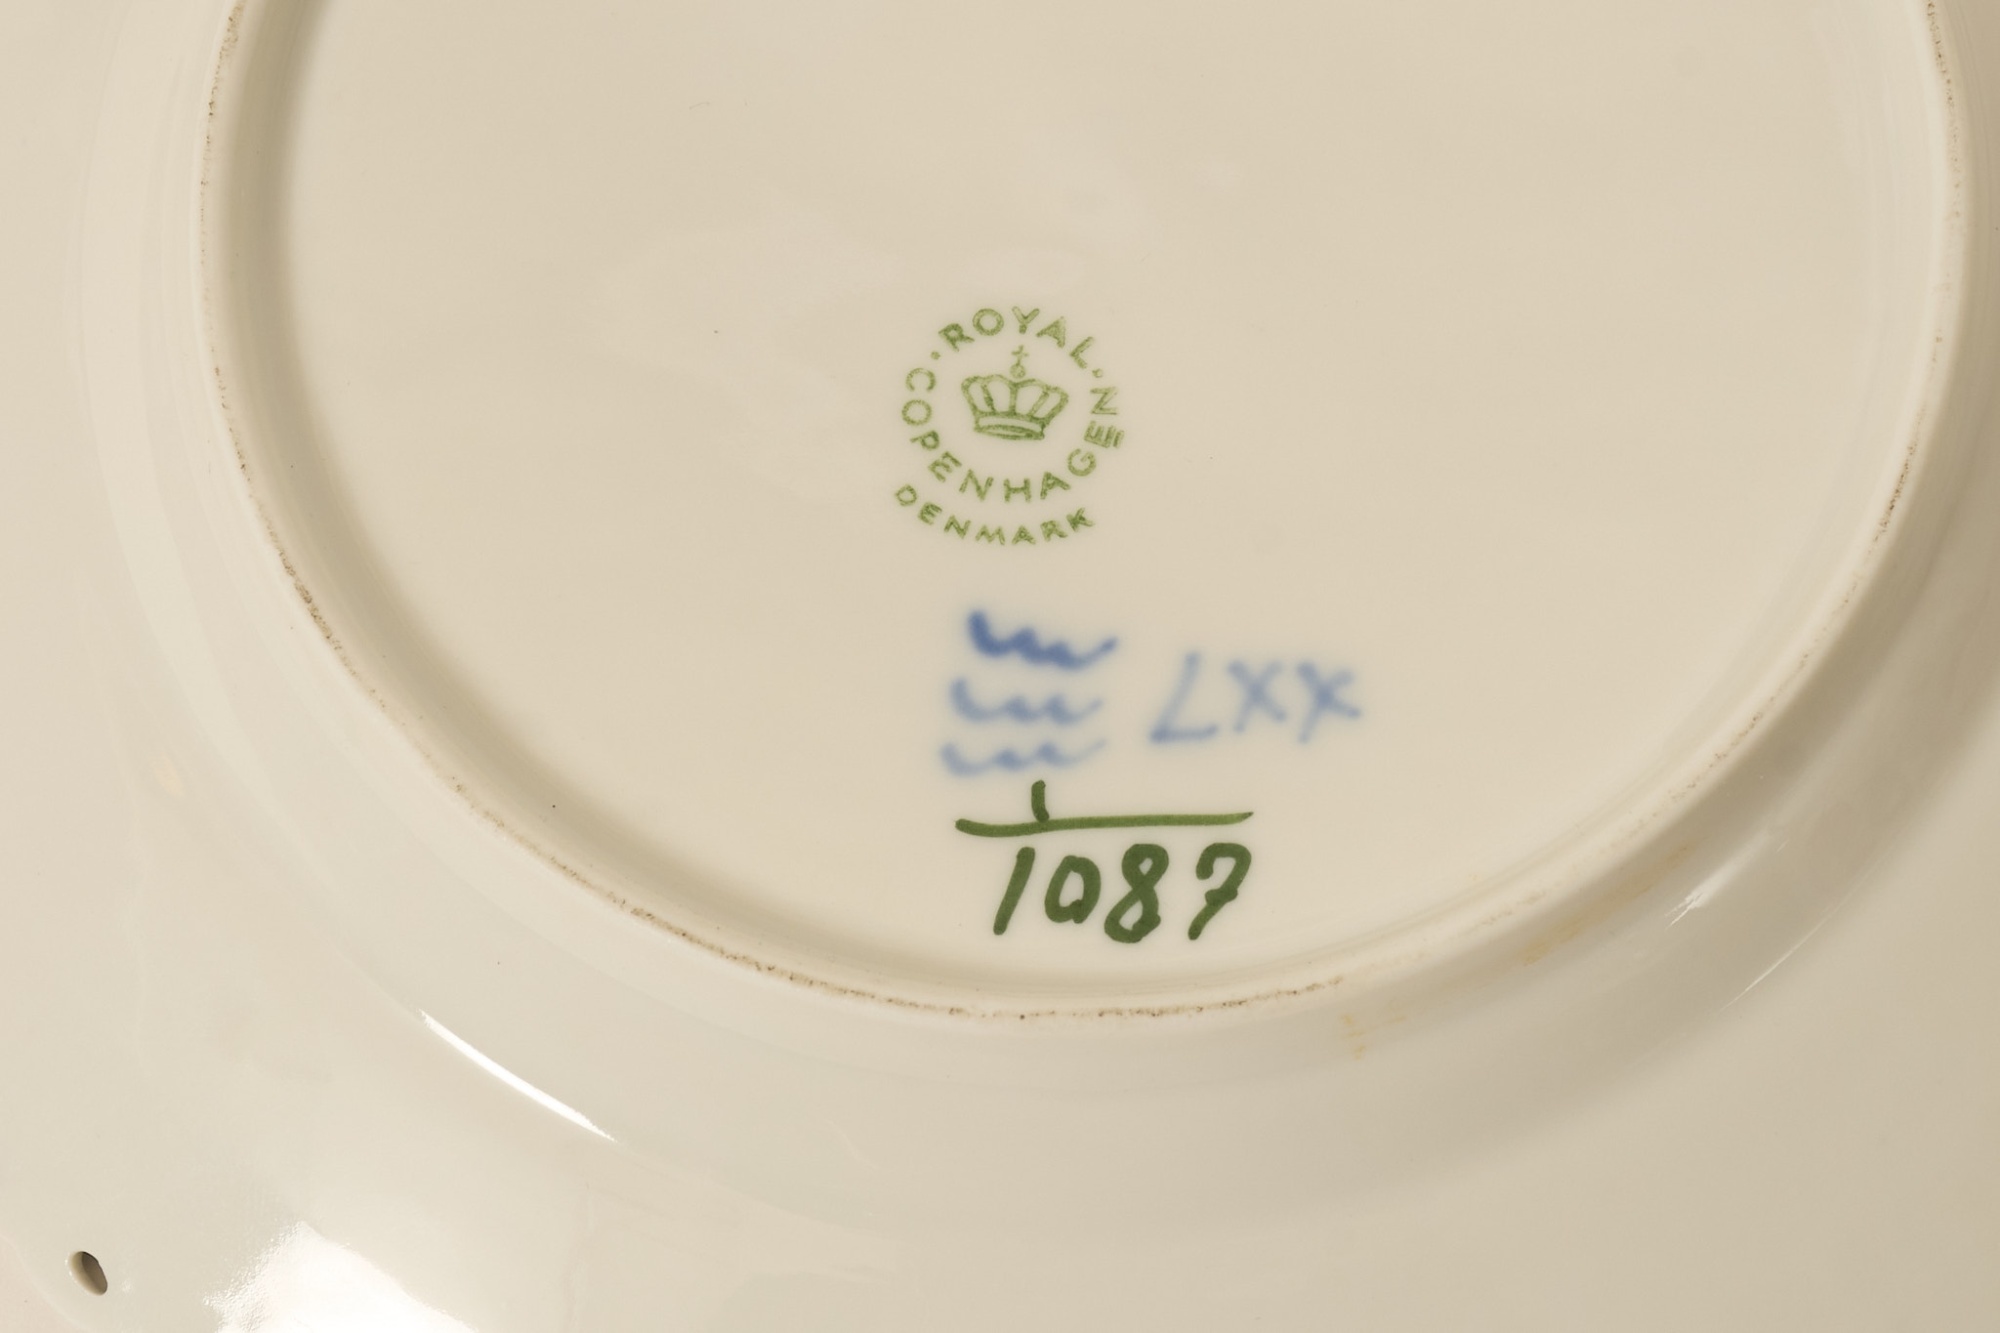 · ROYAL ·
COPENHAGEN
DENMARK
LXX
1
1087